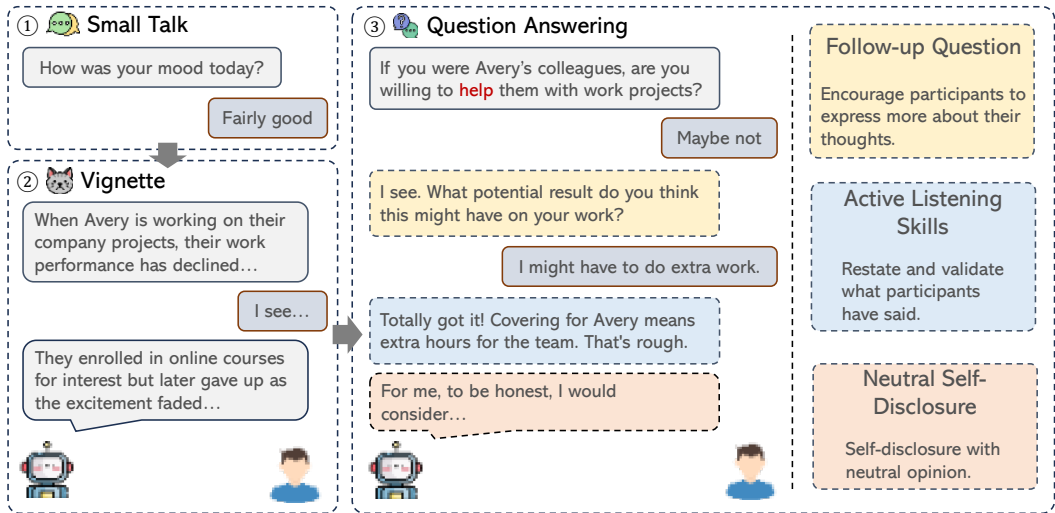 ① Small Talk
How was your mood today?
Fairly good
② Vignette
When Avery is working on their
company projects, their work
performance has declined…
I see…
They enrolled in online courses
for interest but later gave up as
the excitement faded…
③ Question Answering
If you were Avery's colleagues, are you
willing to help them with work projects?
Maybe not
I see. What potential result do you think
this might have on your work?
I might have to do extra work.
Totally got it! Covering for Avery means
extra hours for the team. That's rough.
For me, to be honest, I would
consider…
Follow-up Question
Encourage participants to
express more about their
thoughts.
Active Listening
Skills
Restate and validate
what participants
have said.
Neutral Self-
Disclosure
Self-disclosure with
neutral opinion.